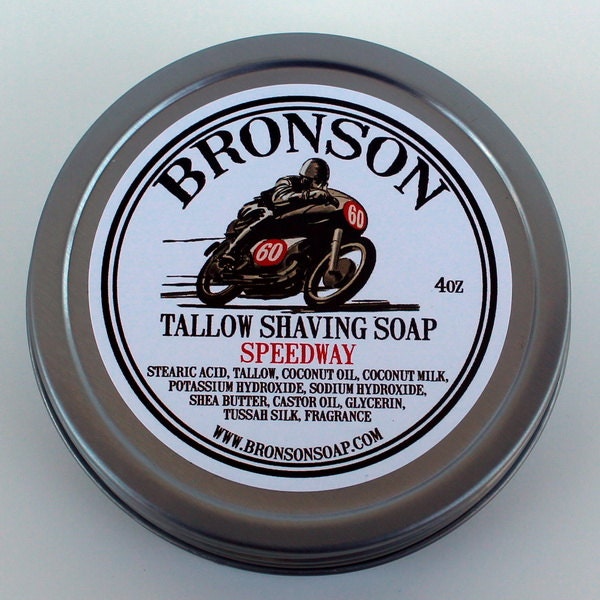 BRONSON
60
60
4OZ
TALLOW SHAVING SOAP
SPEEDWAY
STEARIC ACID, TALLOW, COCONUT OIL, COCONUT MILK,
POTASSIUM HYDROXIDE, SODIUM HYDROXIDE,
SHEA BUTTER, CASTOR OIL, GLYCERIN,
TUSSAH SILK, FRAGRANCE
WWW.BRONSONSOAP.COM